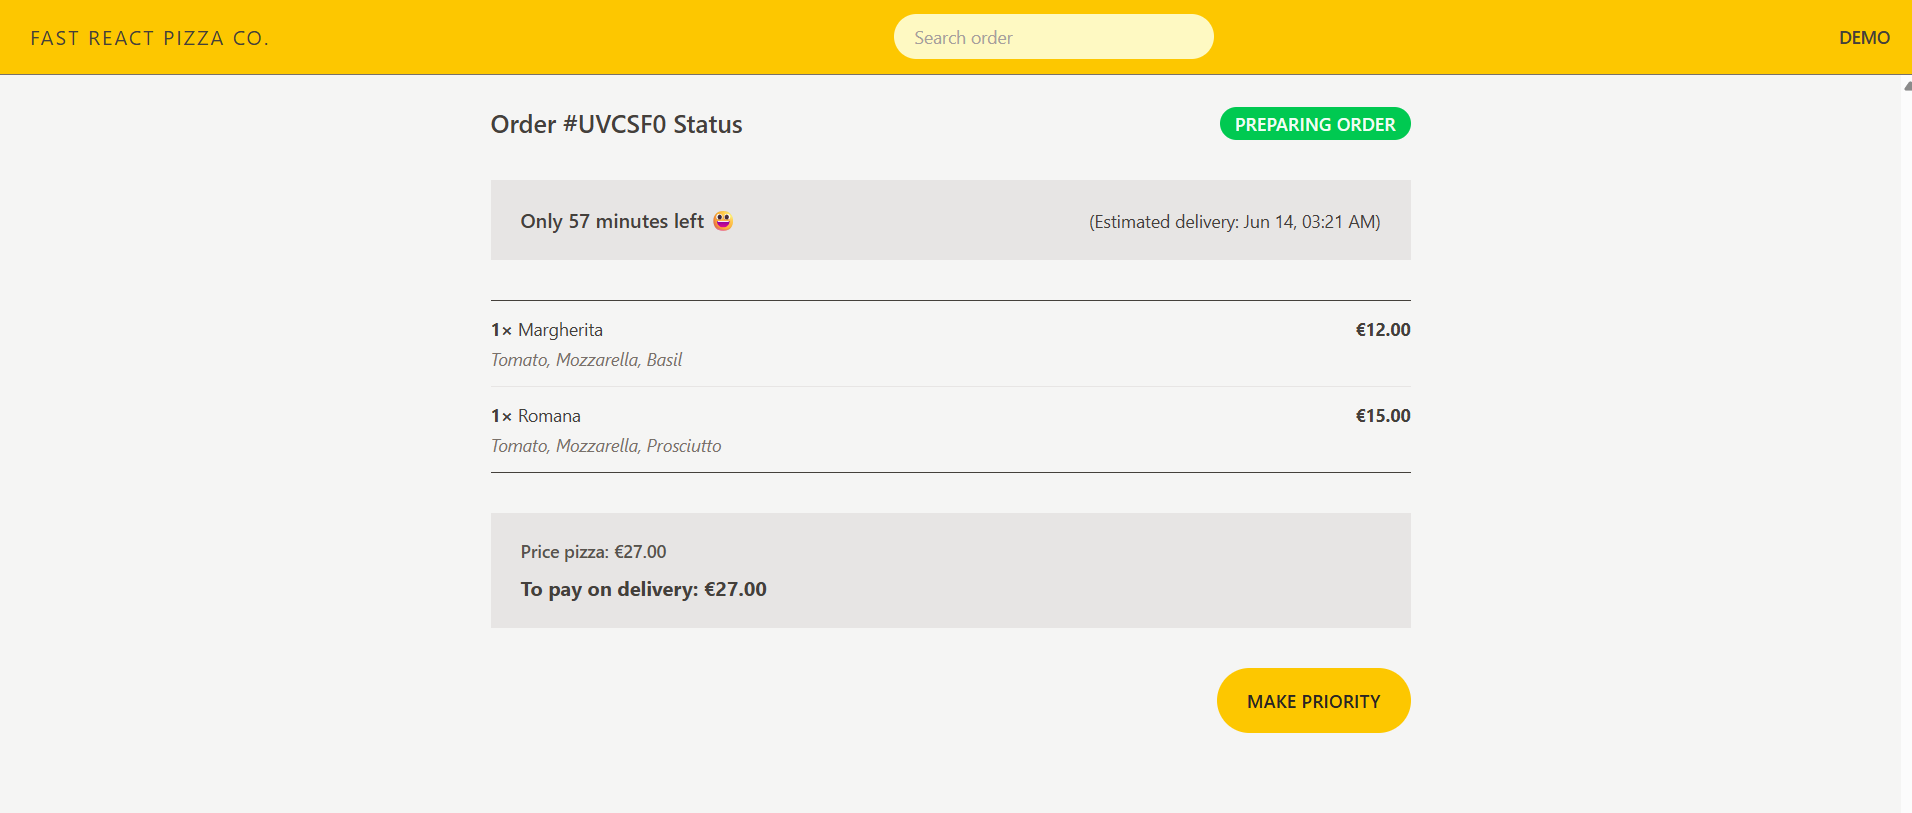 FAST REACT PIZZA CO.
Search order
DEMO
Order #UVCSF0 Status
PREPARING ORDER
Only 57 minutes left 😀
(Estimated delivery: Jun 14, 03:21 AM)
1× Margherita
€12.00
Tomato, Mozzarella, Basil
1× Romana
€15.00
Tomato, Mozzarella, Prosciutto
Price pizza: €27.00
To pay on delivery: €27.00
MAKE PRIORITY